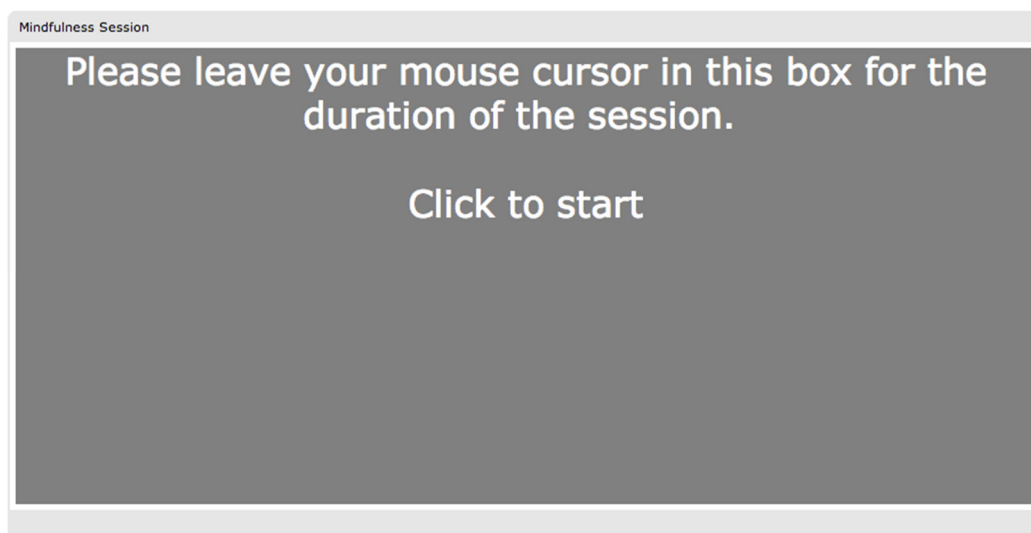 Mindfulness Session
Please leave your mouse cursor in this box for the
duration of the session.
Click to start